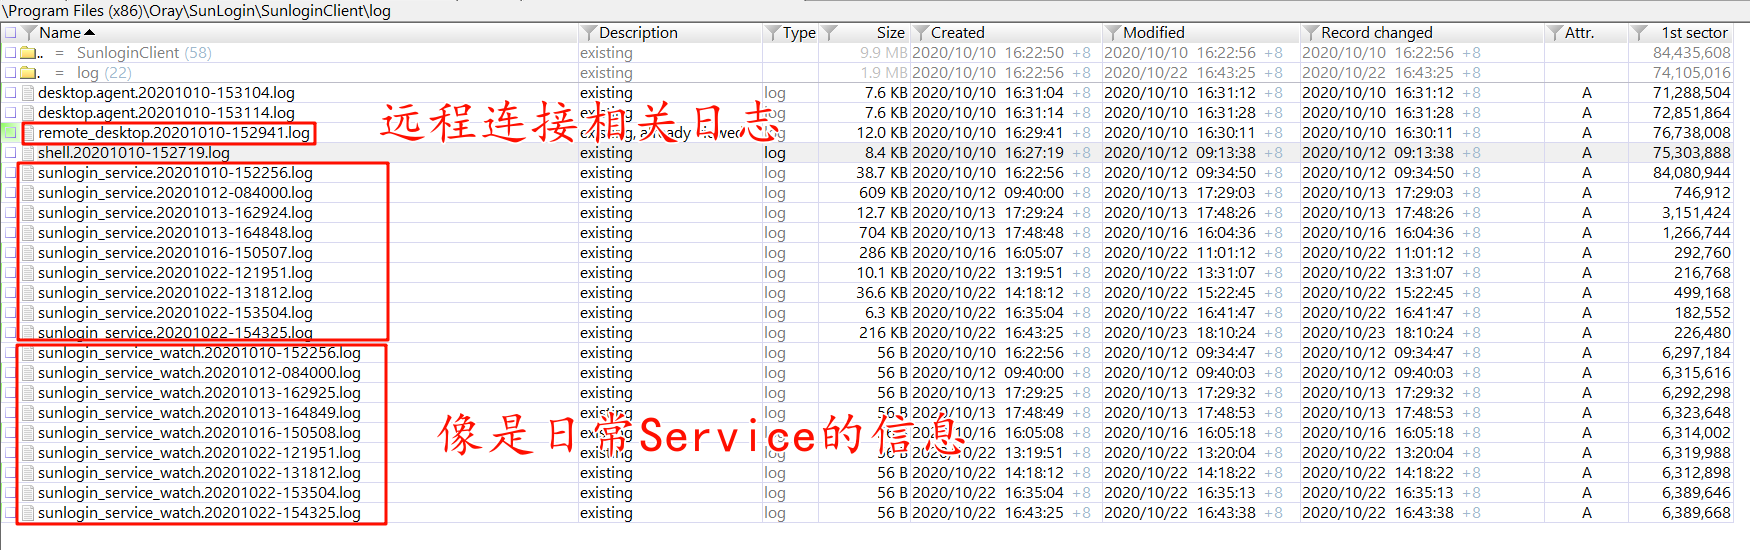 \Program Files (x86)\Oray\SunLogin\SunloginClient\log
Name Description Type Size Created Modified Record changed Attr. 1st sector
.. = SunloginClient (58) existing 9.9 MB 2020/10/10 16:22:50 +8 2020/10/10 16:22:56 +8 2020/10/10 16:22:56 +8 84,435,608
. = log (22) existing 1.9 MB 2020/10/10 16:22:56 +8 2020/10/22 16:43:25 +8 2020/10/22 16:43:25 +8 74,105,016
desktop.agent.20201010-153104.log existing log 7.6 KB 2020/10/10 16:31:04 +8 2020/10/10 16:31:12 +8 2020/10/10 16:31:12 +8 A 71,288,504
desktop.agent.20201010-153114.log existing log 7.6 KB 2020/10/10 16:31:14 +8 2020/10/10 16:31:28 +8 2020/10/10 16:31:28 +8 A 72,851,864
远程连接相关日志
remote_desktop.20201010-152941.log existing, already viewed 12.0 KB 2020/10/10 16:29:41 +8 2020/10/10 16:30:11 +8 2020/10/10 16:30:11 +8 A 76,738,008
shell.20201010-152719.log existing log 8.4 KB 2020/10/10 16:27:19 +8 2020/10/12 09:13:38 +8 2020/10/12 09:13:38 +8 A 75,303,888
sunlogin_service.20201010-152256.log existing log 38.7 KB 2020/10/10 16:22:56 +8 2020/10/12 09:34:50 +8 2020/10/12 09:34:50 +8 A 84,080,944
sunlogin_service.20201012-084000.log existing log 609 KB 2020/10/12 09:40:00 +8 2020/10/13 17:29:03 +8 2020/10/13 17:29:03 +8 A 746,912
sunlogin_service.20201013-162924.log existing log 12.7 KB 2020/10/13 17:29:24 +8 2020/10/13 17:48:26 +8 2020/10/13 17:48:26 +8 A 3,151,424
sunlogin_service.20201013-164848.log existing log 704 KB 2020/10/13 17:48:48 +8 2020/10/16 16:04:36 +8 2020/10/16 16:04:36 +8 A 1,266,744
sunlogin_service.20201016-150507.log existing log 286 KB 2020/10/16 16:05:07 +8 2020/10/22 11:01:12 +8 2020/10/22 11:01:12 +8 A 292,760
sunlogin_service.20201022-121951.log existing log 10.1 KB 2020/10/22 13:19:51 +8 2020/10/22 13:31:07 +8 2020/10/22 13:31:07 +8 A 216,768
sunlogin_service.20201022-131812.log existing log 36.6 KB 2020/10/22 14:18:12 +8 2020/10/22 15:22:45 +8 2020/10/22 15:22:45 +8 A 499,168
sunlogin_service.20201022-153504.log existing log 6.3 KB 2020/10/22 16:35:04 +8 2020/10/22 16:41:47 +8 2020/10/22 16:41:47 +8 A 182,552
sunlogin_service.20201022-154325.log existing log 216 KB 2020/10/22 16:43:25 +8 2020/10/23 18:10:24 +8 2020/10/23 18:10:24 +8 A 226,480
sunlogin_service_watch.20201010-152256.log existing log 56 B 2020/10/10 16:22:56 +8 2020/10/12 09:34:47 +8 2020/10/12 09:34:47 +8 A 6,297,184
sunlogin_service_watch.20201012-084000.log existing log 56 B 2020/10/12 09:40:00 +8 2020/10/12 09:40:03 +8 2020/10/12 09:40:03 +8 A 6,315,616
sunlogin_service_watch.20201013-162925.log existing log 56 B 2020/10/13 17:29:25 +8 2020/10/13 17:29:32 +8 2020/10/13 17:29:32 +8 A 6,292,298
sunlogin_service_watch.20201013-164849.log existing log 56 B 2020/10/13 17:48:49 +8 2020/10/13 17:48:53 +8 2020/10/13 17:48:53 +8 A 6,323,648
像是日常Service的信息
sunlogin_service_watch.20201016-150508.log existing log 2020/10/16 16:05:08 +8 2020/10/16 16:05:18 +8 2020/10/16 16:05:18 +8 A 6,314,002
sunlogin_service_watch.20201022-121951.log existing log 56 B 2020/10/22 13:19:51 +8 2020/10/22 13:20:04 +8 2020/10/22 13:20:04 +8 A 6,319,988
sunlogin_service_watch.20201022-131812.log existing log 56 B 2020/10/22 14:18:12 +8 2020/10/22 14:18:22 +8 2020/10/22 14:18:22 +8 A 6,312,898
sunlogin_service_watch.20201022-153504.log existing log 56 B 2020/10/22 16:35:04 +8 2020/10/22 16:35:13 +8 2020/10/22 16:35:13 +8 A 6,389,646
sunlogin_service_watch.20201022-154325.log existing log 56 B 2020/10/22 16:43:25 +8 2020/10/22 16:43:38 +8 2020/10/22 16:43:38 +8 A 6,389,668